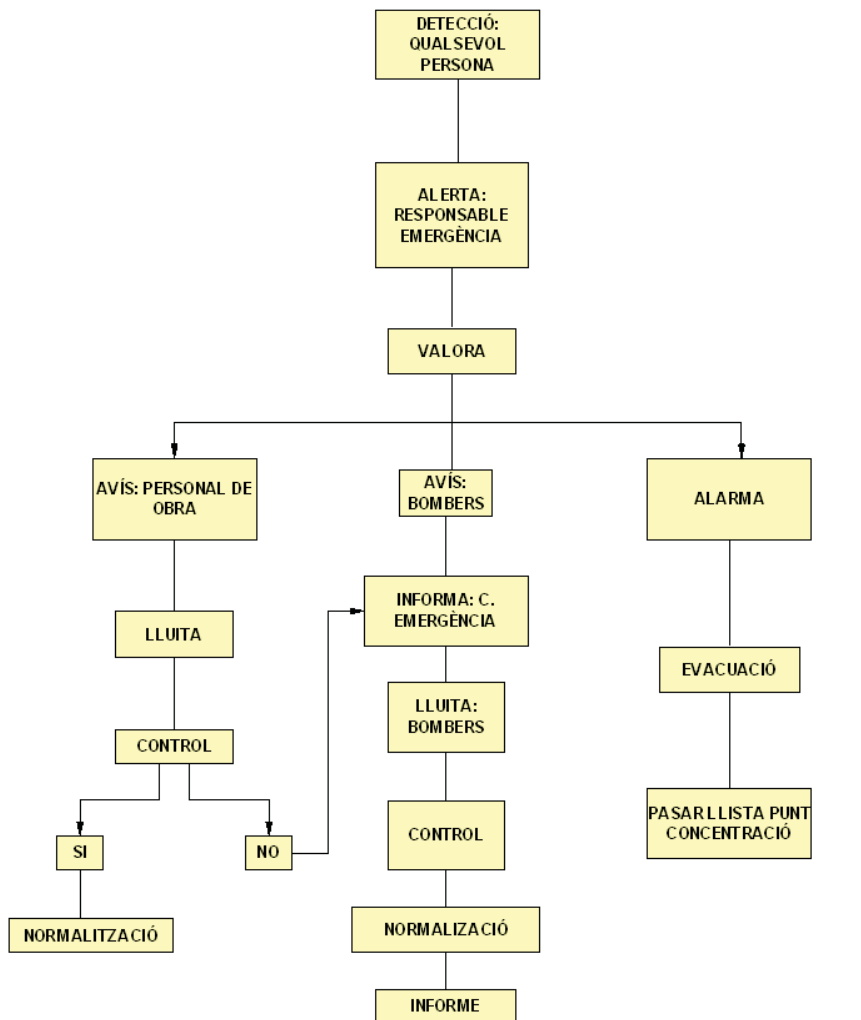 DETECCIÓ:
QUALSEVOL
PERSONA
ALERTA:
RESPONSABLE
EMERGÈNCIA
VALORA
AVÍS: PERSONAL DE
OBRA
AVÍS:
BOMBERS
ALARMA
INFORMA: C.
EMERGÈNCIA
LLUITA
EVACUACIÓ
LLUITA:
BOMBERS
CONTROL
PASAR LLISTA PUNT
CONCENTRACIÓ
CONTROL
SI
NO
NORMALITZACIÓ
NORMALIZACIÓ
INFORME